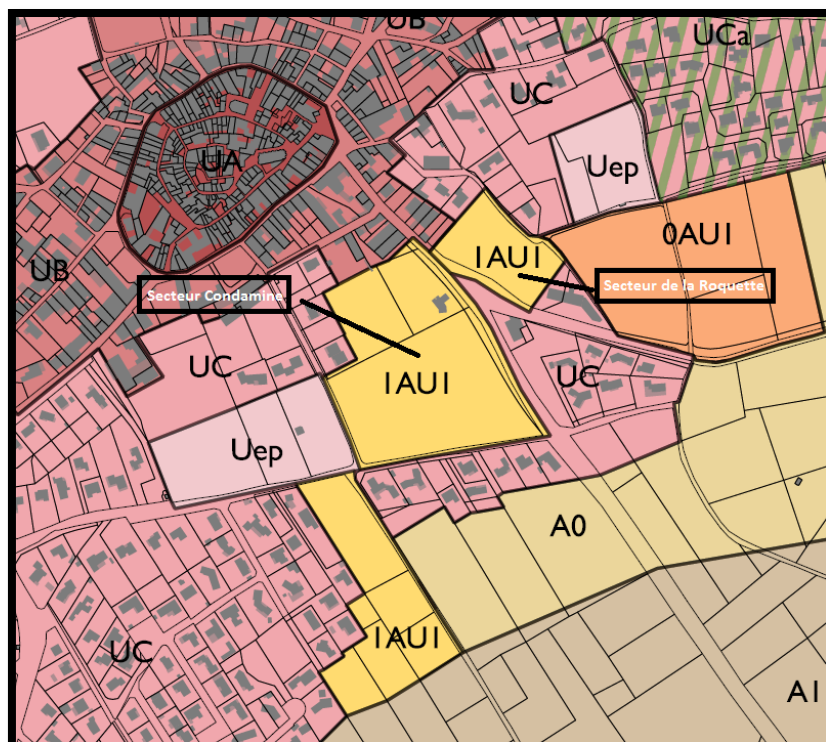 UB
UCa
UC
UA
Uep
0AU1
1AU1
UB
Secteur Condamine
Secteur de la Roquette
UC
1AU1
UC
Uep
A0
1AU1
UC
A1